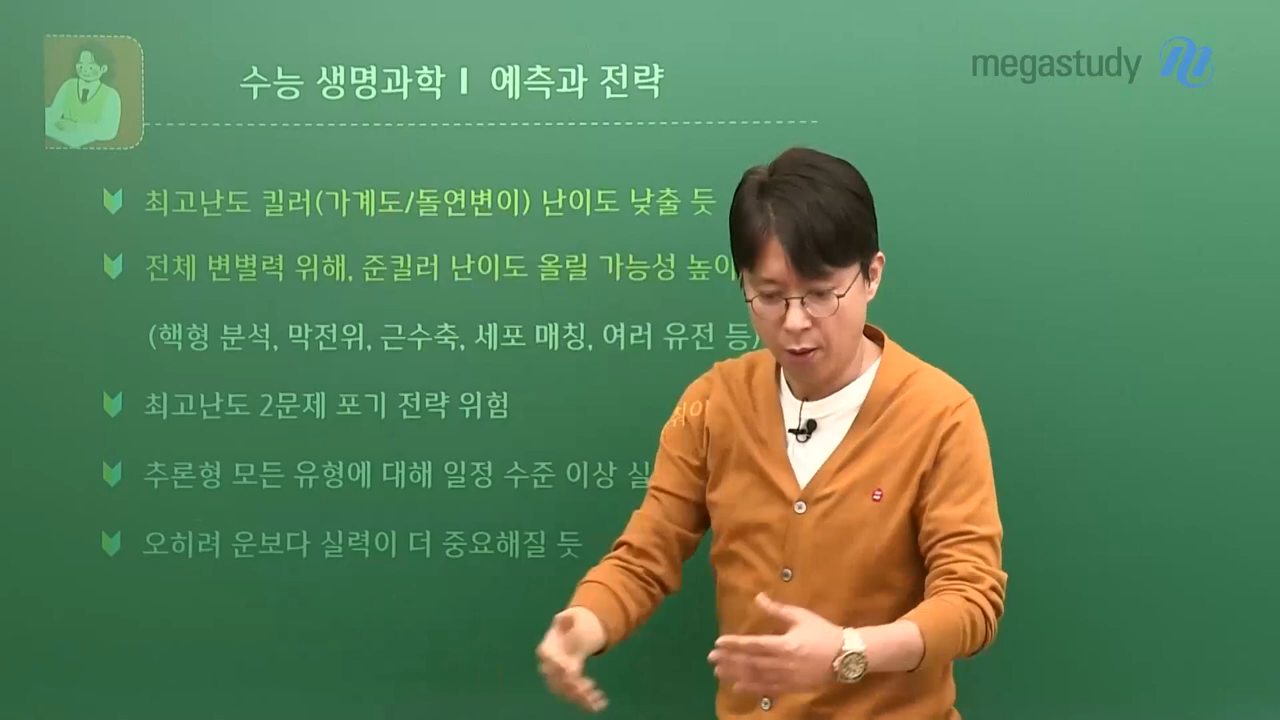 megastudy
수능 생명과학 I 예측과 전략
최고난도 킬러(가계도/돌연변이) 난이도 낮출 듯
전체 변별력 위해, 준킬러 난이도 올릴 가능성
(핵형 분석, 막전위, 근수축, 세포 매칭, 여러 유전 등)
최고난도 2문제 포기 전략 위험
추론형 모든 유형에 대해 일정 수준 이상
오히려 운보다 실력이 더 중요해질 듯